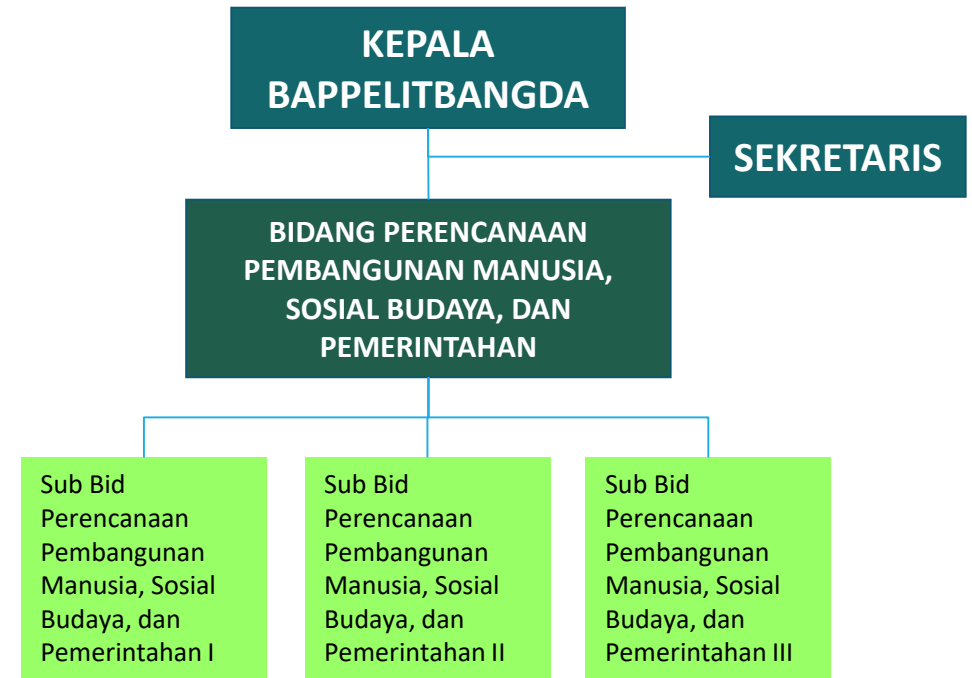 KEPALA
BAPPELITBANGDA
SEKRETARIS
BIDANG PERENCANAAN
PEMBANGUNAN MANUSIA,
SOSIAL BUDAYA, DAN
PEMERINTAHAN
Sub Bid
Perencanaan
Pembangunan
Manusia, Sosial
Budaya, dan
Pemerintahan I
Sub Bid
Perencanaan
Pembangunan
Manusia, Sosial
Budaya, dan
Pemerintahan II
Sub Bid
Perencanaan
Pembangunan
Manusia, Sosial
Budaya, dan
Pemerintahan III